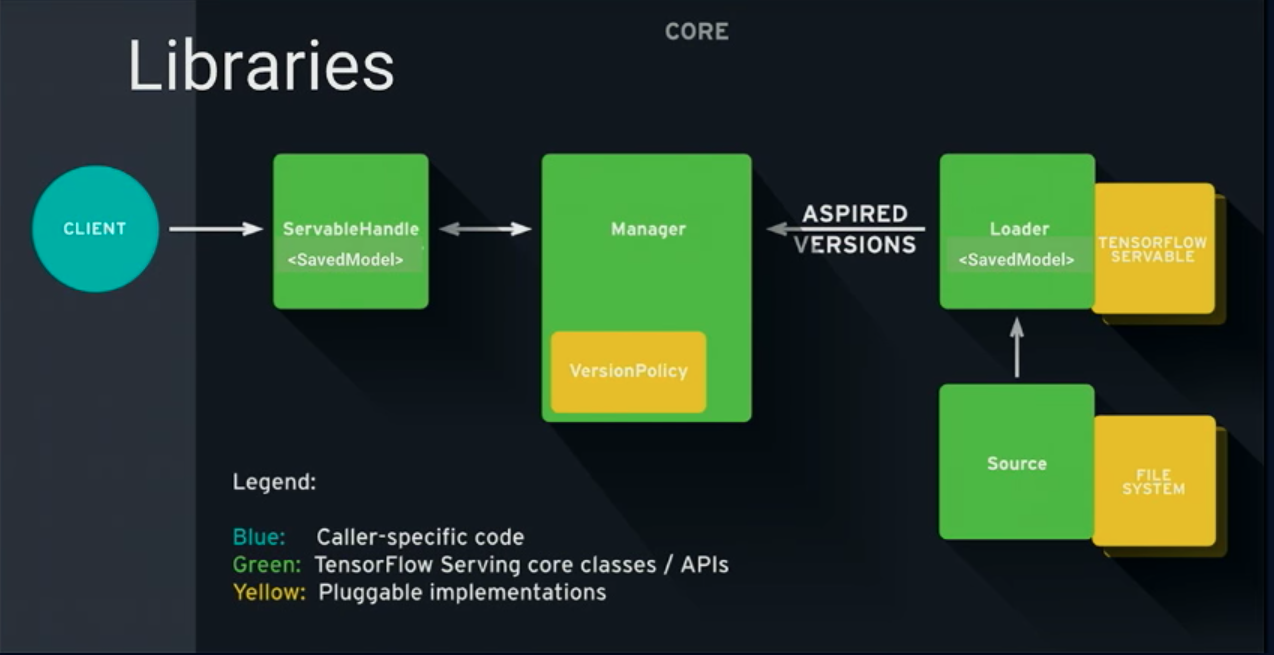 CORE
Libraries
CLIENT
ServableHandle
<SavedModel>
Manager
VersionPolicy
ASPIRED
VERSIONS
Loader
<SavedModel>
TENSORFLOW
SERVABLE
Source
FILE
SYSTEM
Legend:
Blue: Caller-specific code
Green: TensorFlow Serving core classes / APIs
Yellow: Pluggable implementations